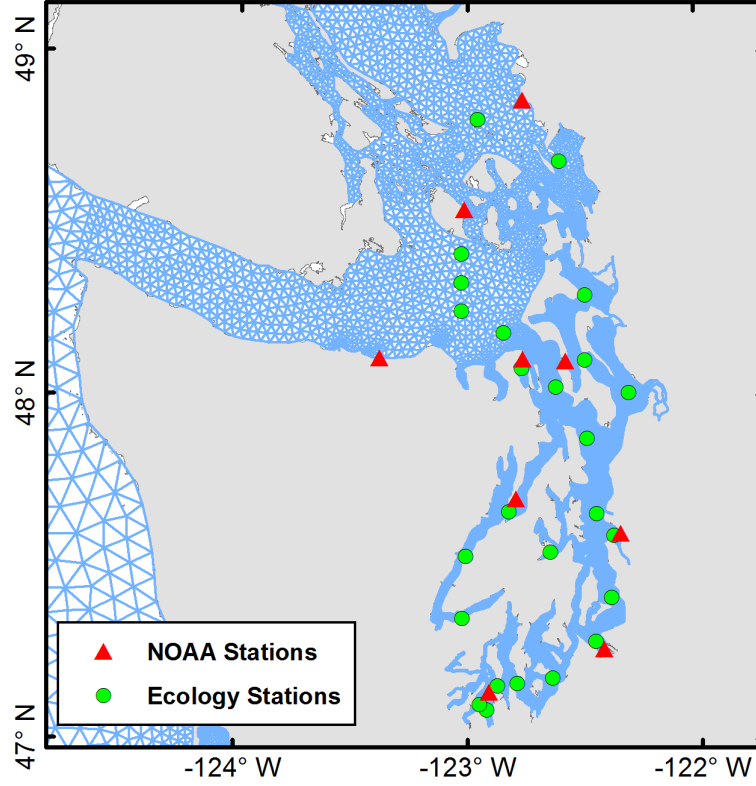 49° N
48° N
47° N
NOAA Stations
Ecology Stations
-124° W
-123° W
-122° W